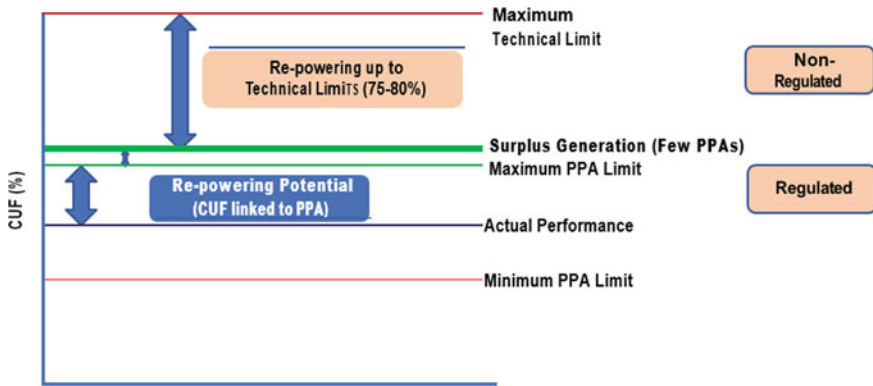 Maximum
Technical Limit
Re-powering up to
Technical LimiTS (75-80%)
Non-
Regulated
Surplus Generation (Few PPAs)
Maximum PPA Limit
Re-powering Potential
(CUF linked to PPA)
Regulated
CUF (%)
Actual Performance
Minimum PPA Limit